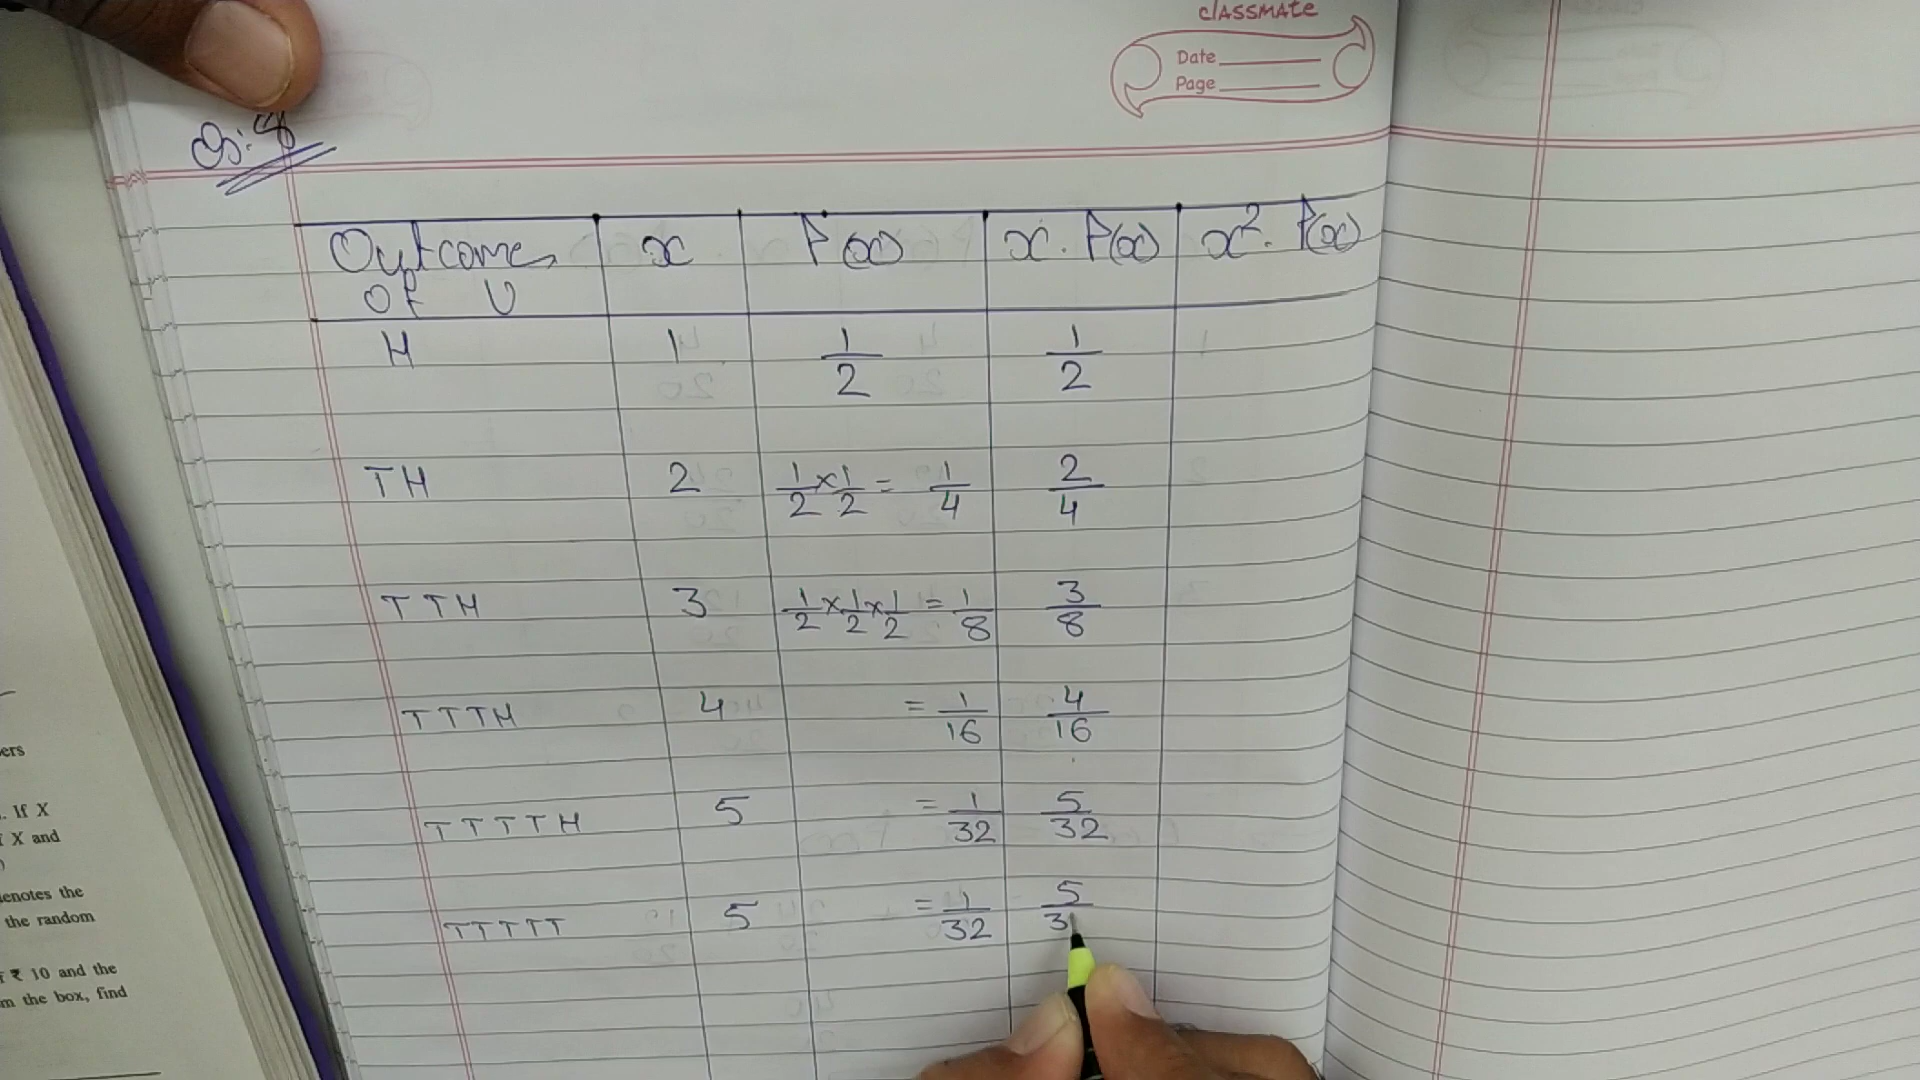 classmate
Date
Page
Qs: 8
Outcomes of U x P(x) x. P(x) x². P(x)
H 1 1/2 1/2
TH 2 1/2 × 1/2 = 1/4 2/4
TTH 3 1/2 × 1/2 × 1/2 = 1/8 3/8
TTTH 4 = 1/16 4/16
TTTTH 5 = 1/32 5/32
TTTTT 5 = 1/32 5/3
ers
. If X
X and
enotes the
the random
₹ 10 and the
m the box, find